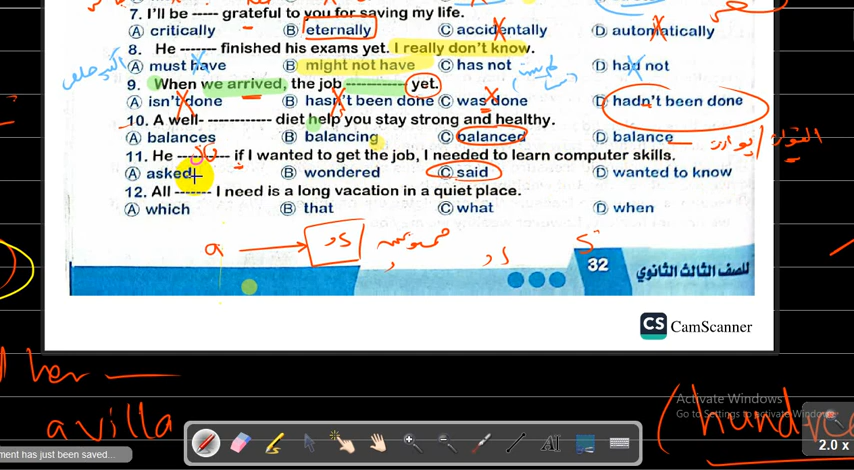 7. I'll be ----- grateful to you for saving my life.
Ⓐ critically Ⓑ eternally Ⓒ accidentally Ⓓ automatically
8. He ------ finished his exams yet. I really don't know.
Ⓐ must have Ⓑ might not have Ⓒ has not Ⓓ had not
9. When we arrived, the job ----------- yet.
Ⓐ isn't done Ⓑ hasn't been done Ⓒ was done Ⓓ hadn't been done
10. A well- ------------ diet help you stay strong and healthy.
Ⓐ balances Ⓑ balancing Ⓒ balanced Ⓓ balance
11. He --------- if I wanted to get the job, I needed to learn computer skills.
Ⓐ asked Ⓑ wondered Ⓒ said Ⓓ wanted to know
12. All ------- I need is a long vacation in a quiet place.
Ⓐ which Ⓑ that Ⓒ what Ⓓ when
a
32 للصف الثالث الثانوي
CS CamScanner
her
a villa
Activate Windows
Go to Settings to activate Windows
ment has just been saved...
2.0 x